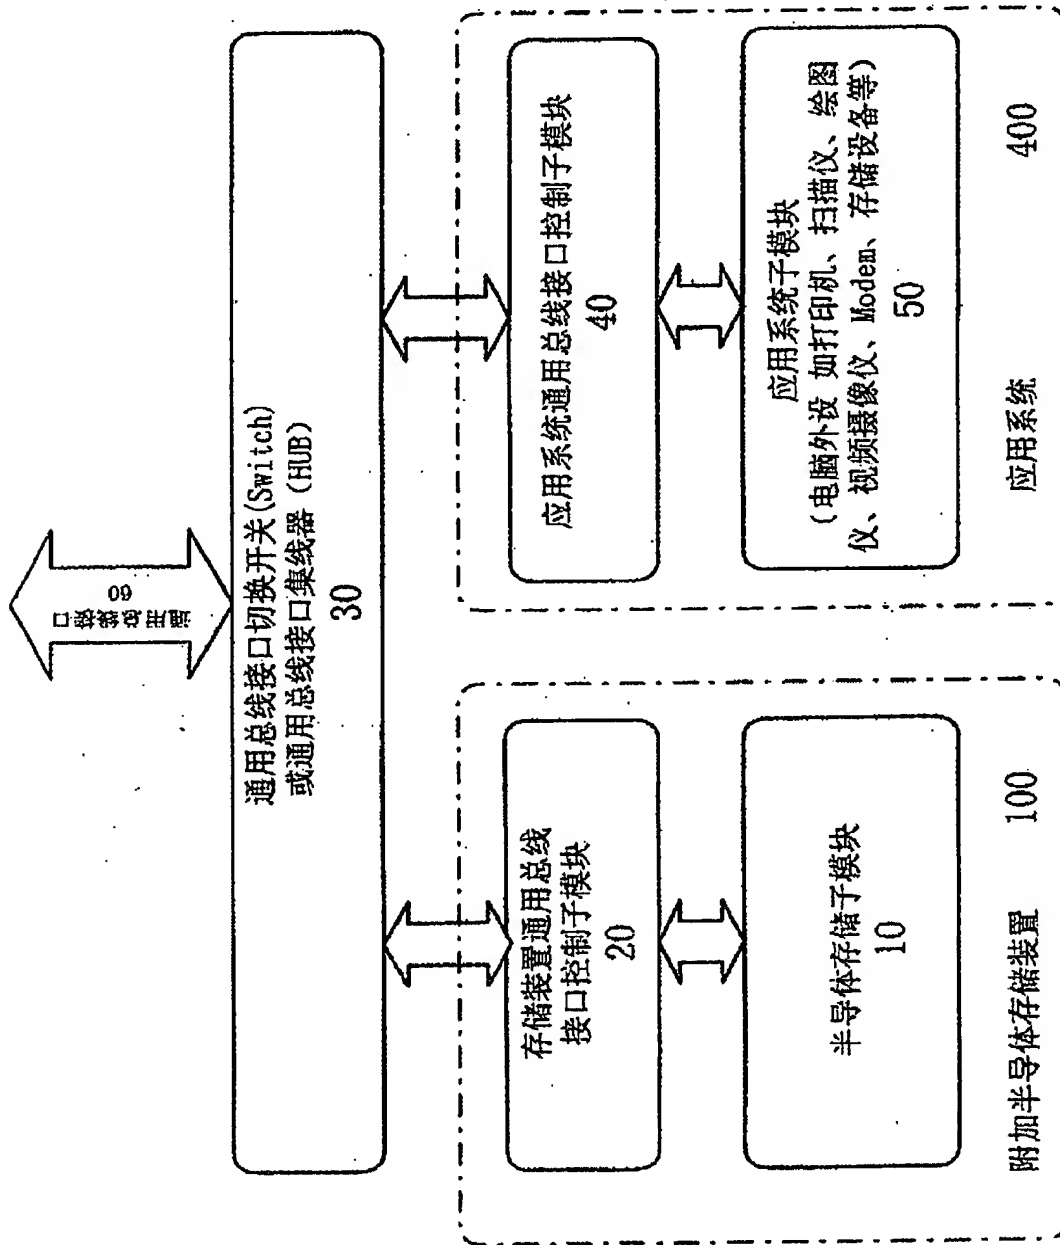 通用总线接口
60
通用总线接口切换开关(Switch)
或通用总线接口集线器(HUB)
30
存储装置通用总线
接口控制子模块
20
半导体存储子模块
10
附加半导体存储装置 100
应用系统通用总线接口控制子模块
40
应用系统子模块
(电脑外设 如打印机、扫描仪、绘图
仪、视频摄像仪、Modem、存储设备等)
50
应用系统 400